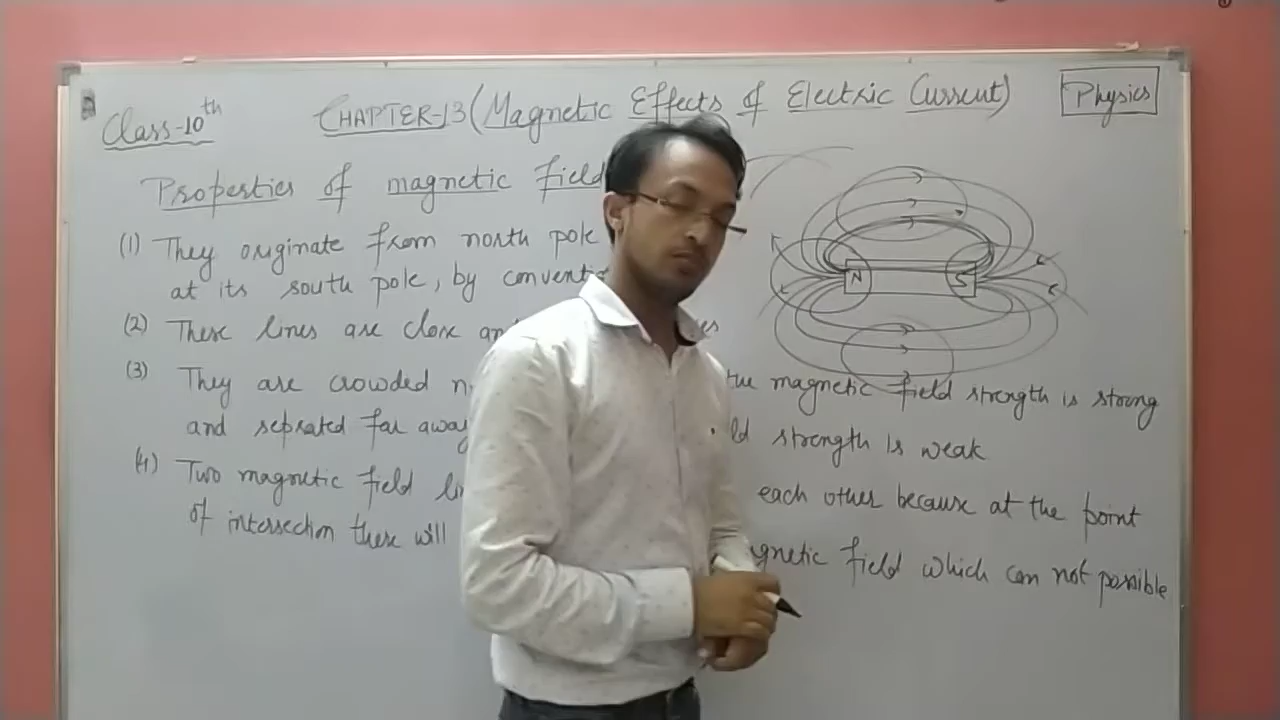 Class-10th
CHAPTER-13 (Magnetic Effects of Electric Current)
Physics
Properties of magnetic field
(1) They originate from north pole
at its south pole, by
(2) These lines are close
(3) They are crowded the magnetic field strength is strong
and seprated far away strength is weak
(4) Two magnetic field each other because at the point
of intersection there will field which can not possible
N
S